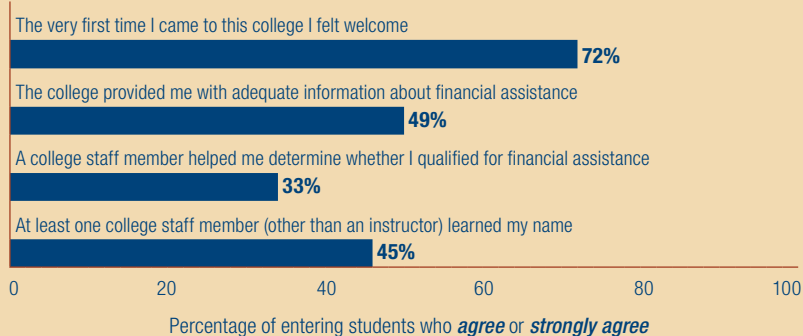 The very first time I came to this college I felt welcome
72%
The college provided me with adequate information about financial assistance
49%
A college staff member helped me determine whether I qualified for financial assistance
33%
At least one college staff member (other than an instructor) learned my name
45%
0 20 40 60 80 100
Percentage of entering students who agree or strongly agree